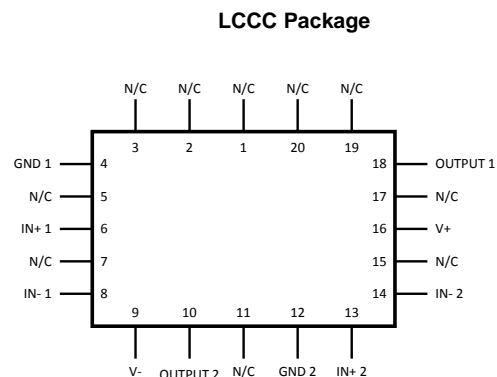 LCCC Package
N/C N/C N/C N/C N/C
3 2 1 20 19
GND 1 4 18 OUTPUT 1
N/C 5 17 N/C
IN+ 1 6 16 V+
N/C 7 15 N/C
IN- 1 8 14 IN- 2
9 10 11 12 13
V- OUTPUT 2 N/C GND 2 IN+ 2